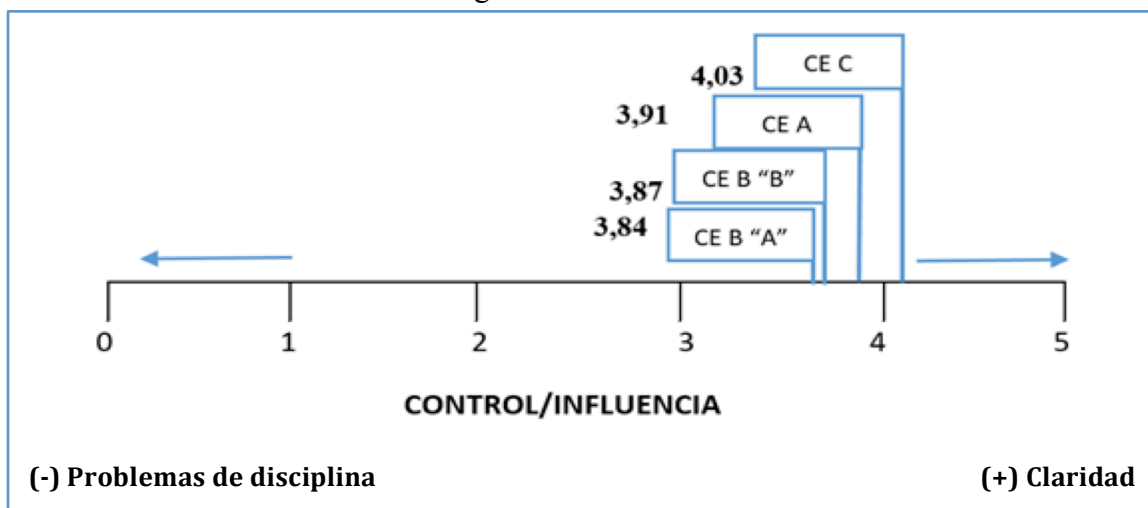 CE C
4,03
3,91
CE A
CE B “B”
3,87
3,84
CE B “A”
0 1 2 3 4 5
CONTROL/INFLUENCIA
(-) Problemas de disciplina (+) Claridad